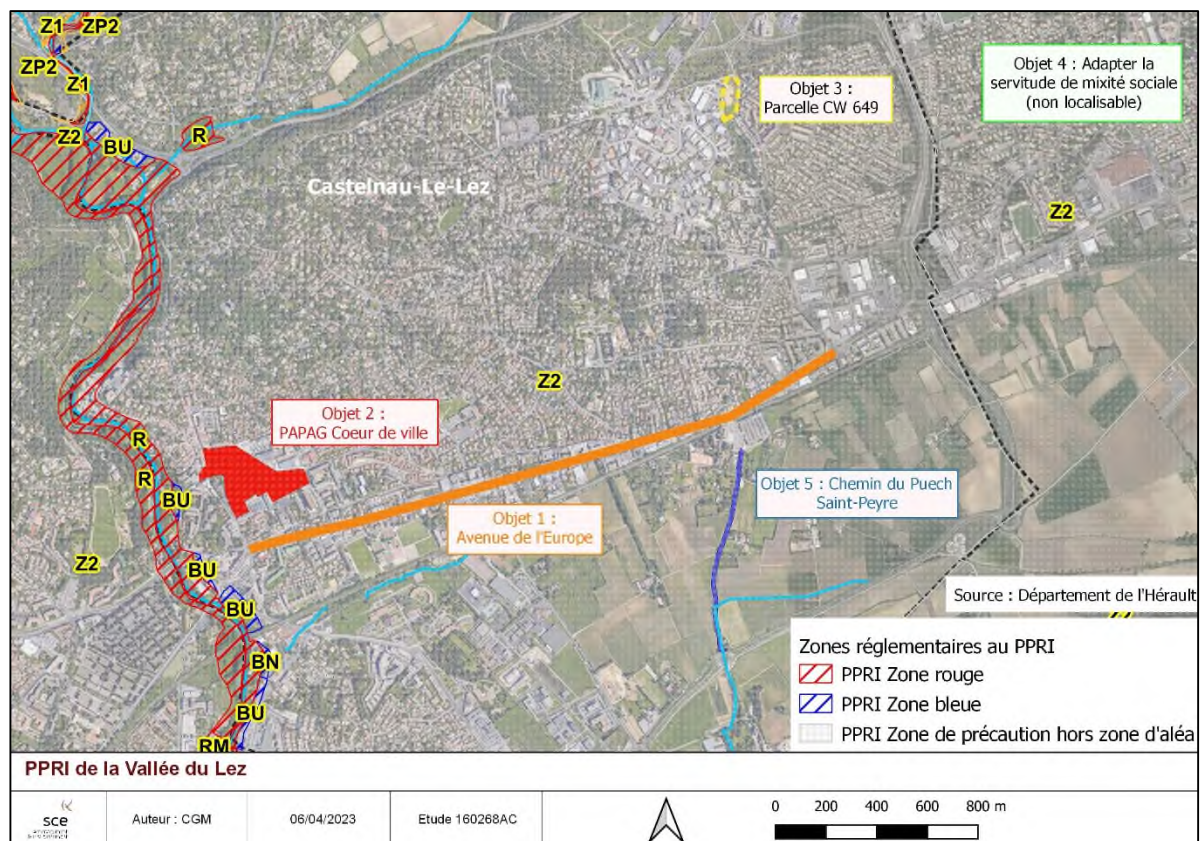 Z1
ZP2
ZP2
Z1
Z2
BU
R
Castelnau-Le-Lez
Objet 3 :
Parcelle CW 649
Objet 4 : Adapter la
servitude de mixité sociale
(non localisable)
Z2
Z2
Objet 2 :
PAPAG Coeur de ville
R
R
BU
Objet 5 : Chemin du Puech
Saint-Peyre
Objet 1 :
Avenue de l'Europe
Z2
BU
BU
BN
BU
RM
Source : Département de l'Hérault
Zones réglementaires au PPRI
PPRI Zone rouge
PPRI Zone bleue
PPRI Zone de précaution hors zone d'aléa
PPRI de la Vallée du Lez
sce
Auteur : CGM
06/04/2023
Etude 160268AC
0 200 400 600 800 m